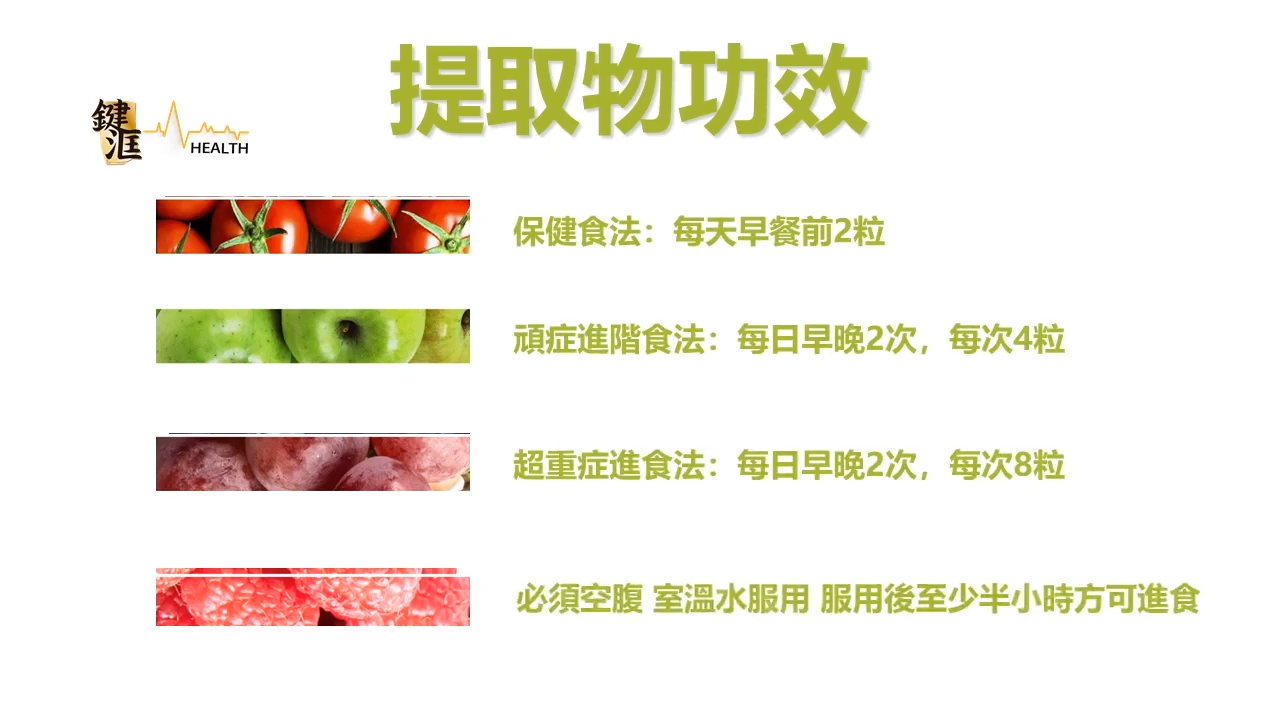 提取物功效
鍵
滙
HEALTH
保健食法：每天早餐前2粒
頑症進階食法：每日早晚2次，每次4粒
超重症進食法：每日早晚2次，每次8粒
必須空腹 室溫水服用 服用後至少半小時方可進食